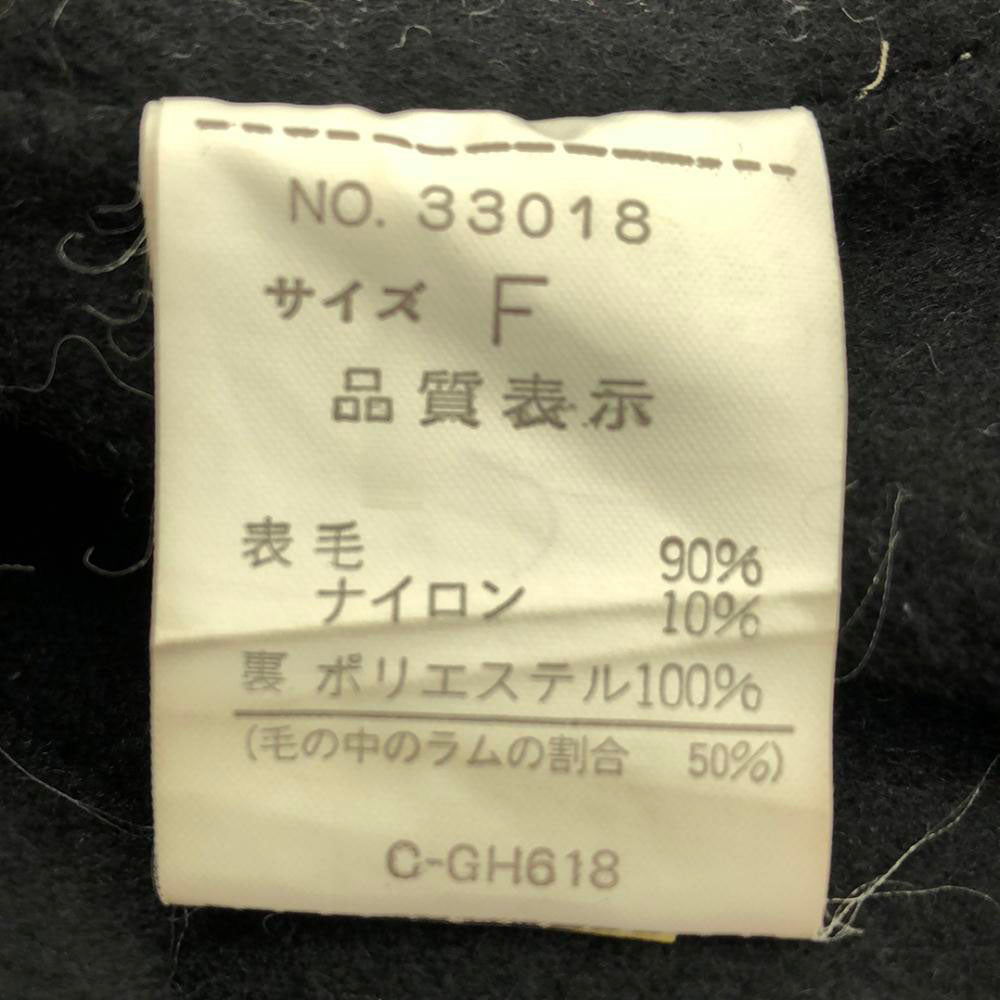 NO. 33018
サイズ F
品質表示
表 毛 90%
ナイロン 10%
裏 ポリエステル100%
(毛の中のラムの割合 50%)
C-GH618